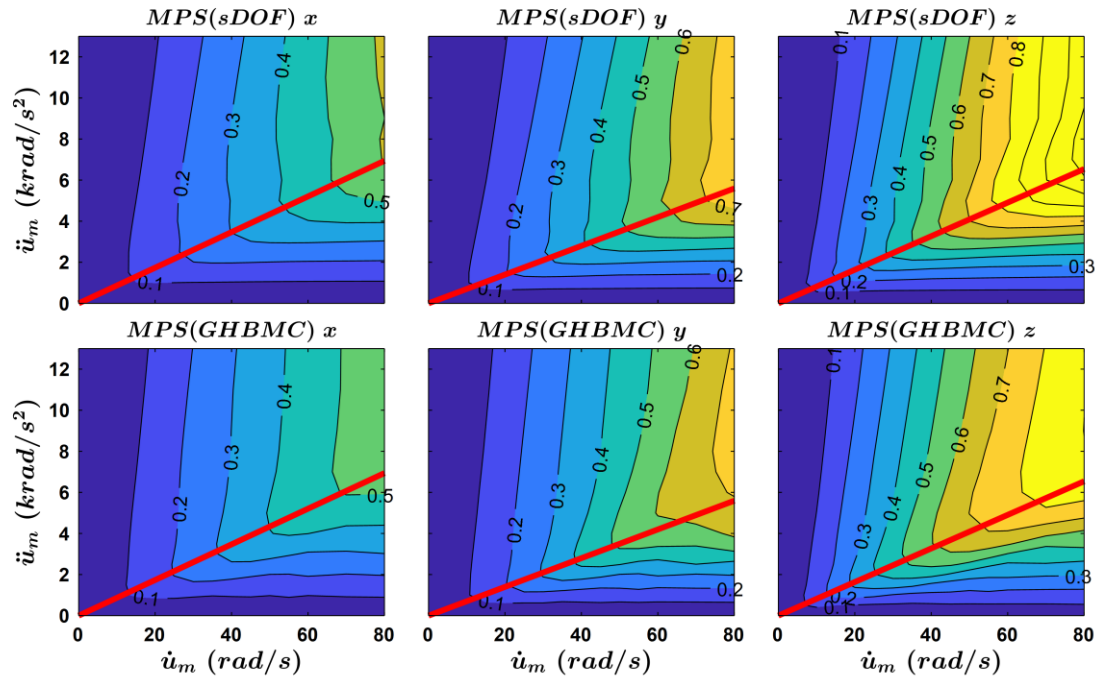 MPS(sDOF) x MPS(sDOF) y MPS(sDOF) z
ü_m (krad/s²)
12
10
8
6
4
2
0
0.1 0.2 0.3 0.4 0.5
0.1 0.2 0.2 0.3 0.4 0.5 0.6 0.7
0.1 0.1 0.2 0.3 0.3 0.4 0.5 0.6 0.7 0.8
MPS(GHBMC) x MPS(GHBMC) y MPS(GHBMC) z
ü_m (krad/s²)
12
10
8
6
4
2
0
0.1 0.2 0.3 0.4 0.5
0.1 0.2 0.2 0.3 0.4 0.5 0.6
0.1 0.1 0.2 0.3 0.3 0.4 0.5 0.6 0.7
0 20 40 60 80 0 20 40 60 80 0 20 40 60 80
u̇_m (rad/s) u̇_m (rad/s) u̇_m (rad/s)